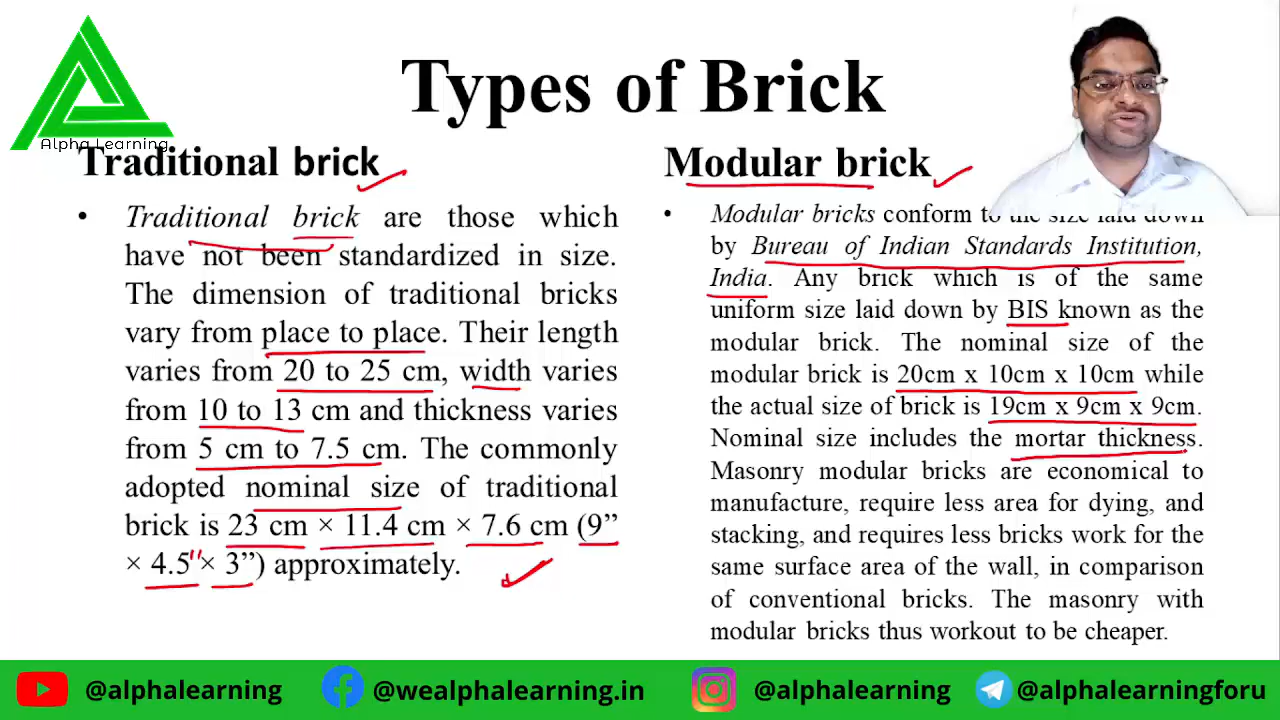 Alpha Learning
Types of Brick
Traditional brick
• Traditional brick are those which
have not been standardized in size.
The dimension of traditional bricks
vary from place to place. Their length
varies from 20 to 25 cm, width varies
from 10 to 13 cm and thickness varies
from 5 cm to 7.5 cm. The commonly
adopted nominal size of traditional
brick is 23 cm × 11.4 cm × 7.6 cm (9”
× 4.5" × 3”) approximately.
Modular brick
• Modular bricks conform to the size laid down
by Bureau of Indian Standards Institution,
India. Any brick which is of the same
uniform size laid down by BIS known as the
modular brick. The nominal size of the
modular brick is 20cm x 10cm x 10cm while
the actual size of brick is 19cm x 9cm x 9cm.
Nominal size includes the mortar thickness.
Masonry modular bricks are economical to
manufacture, require less area for dying, and
stacking, and requires less bricks work for the
same surface area of the wall, in comparison
of conventional bricks. The masonry with
modular bricks thus workout to be cheaper.
@alphalearning
@wealphalearning.in
@alphalearning
@alphalearningforu